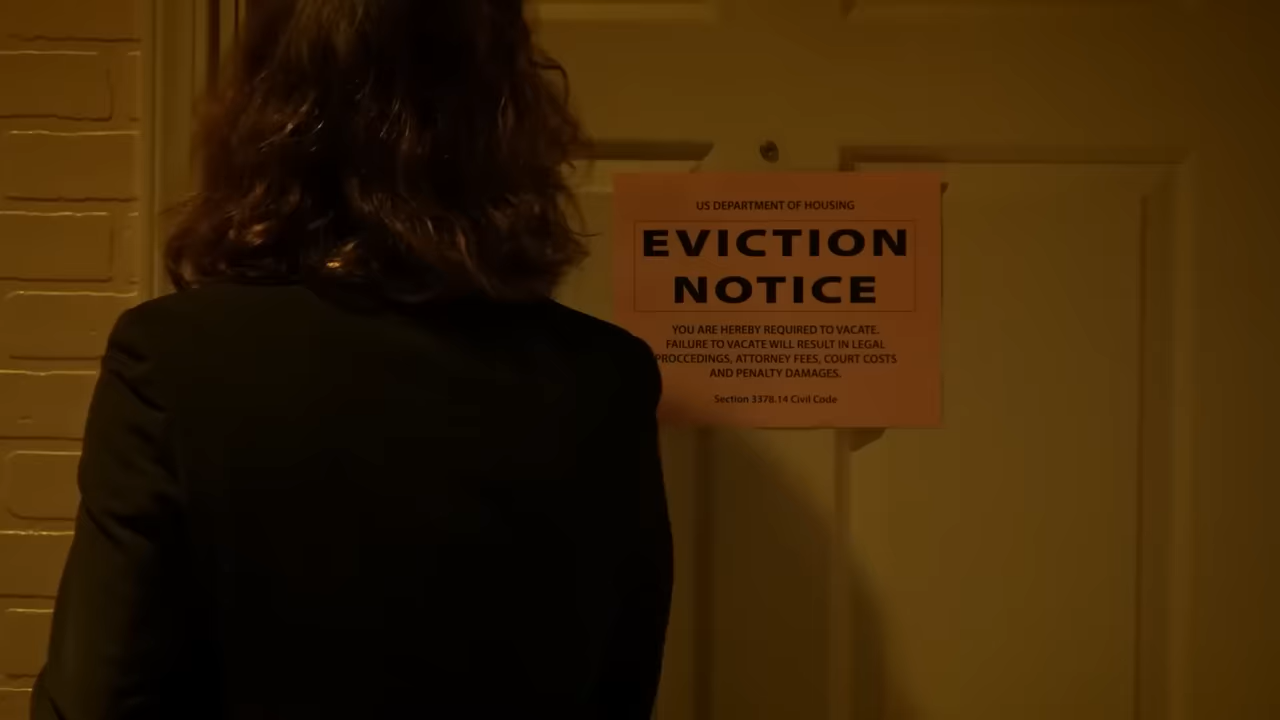 US DEPARTMENT OF HOUSING
EVICTION
NOTICE
YOU ARE HEREBY REQUIRED TO VACATE.
FAILURE TO VACATE WILL RESULT IN LEGAL
PROCCEDINGS, ATTORNEY FEES, COURT COSTS
AND PENALTY DAMAGES.
Section 3378.14 Civil Code